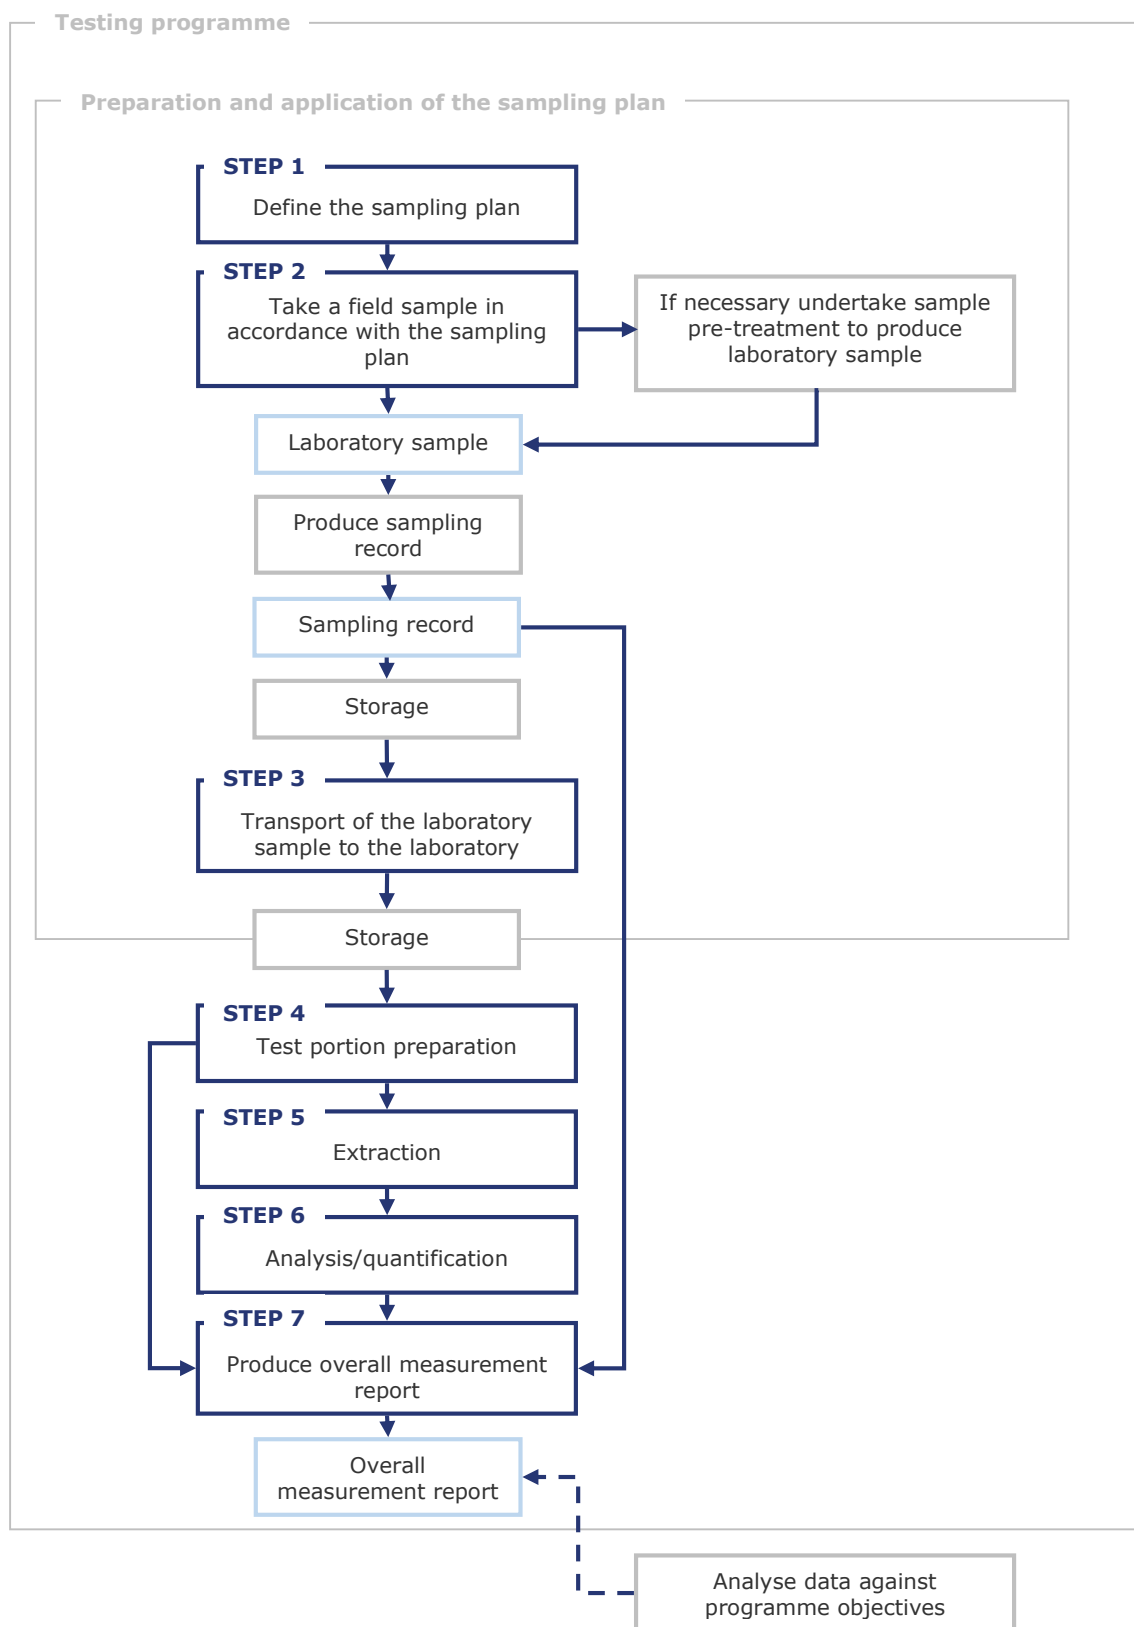 Testing programme
Preparation and application of the sampling plan
STEP 1
Define the sampling plan
STEP 2
Take a field sample in
accordance with the sampling
plan
If necessary undertake sample
pre-treatment to produce
laboratory sample
Laboratory sample
Produce sampling
record
Sampling record
Storage
STEP 3
Transport of the laboratory
sample to the laboratory
Storage
STEP 4
Test portion preparation
STEP 5
Extraction
STEP 6
Analysis/quantification
STEP 7
Produce overall measurement
report
Overall
measurement report
Analyse data against
programme objectives